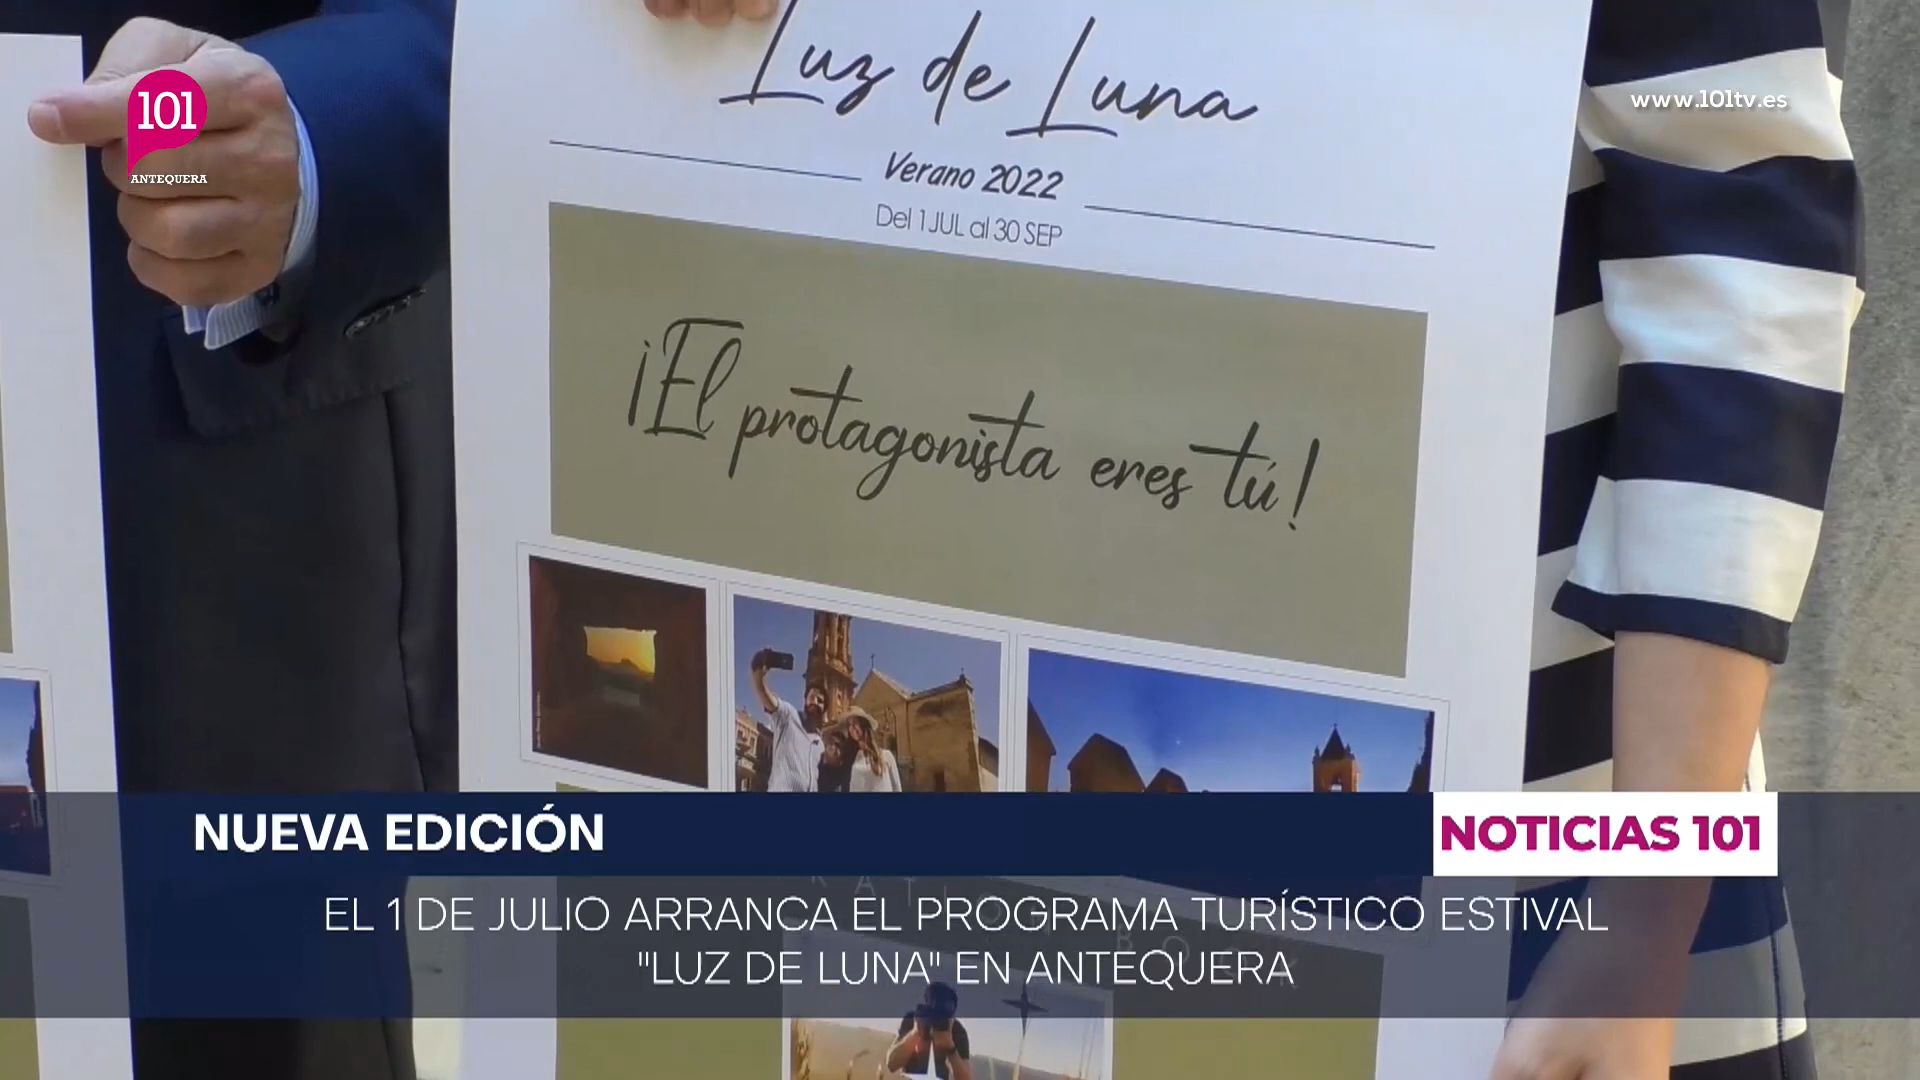 Luz de Luna
Verano 2022
Del 1 JUL al 30 SEP
¡El protagonista eres tú!
101
ANTEQUERA
www.101tv.es
NUEVA EDICIÓN
NOTICIAS 101
EL 1 DE JULIO ARRANCA EL PROGRAMA TURÍSTICO ESTIVAL
"LUZ DE LUNA" EN ANTEQUERA